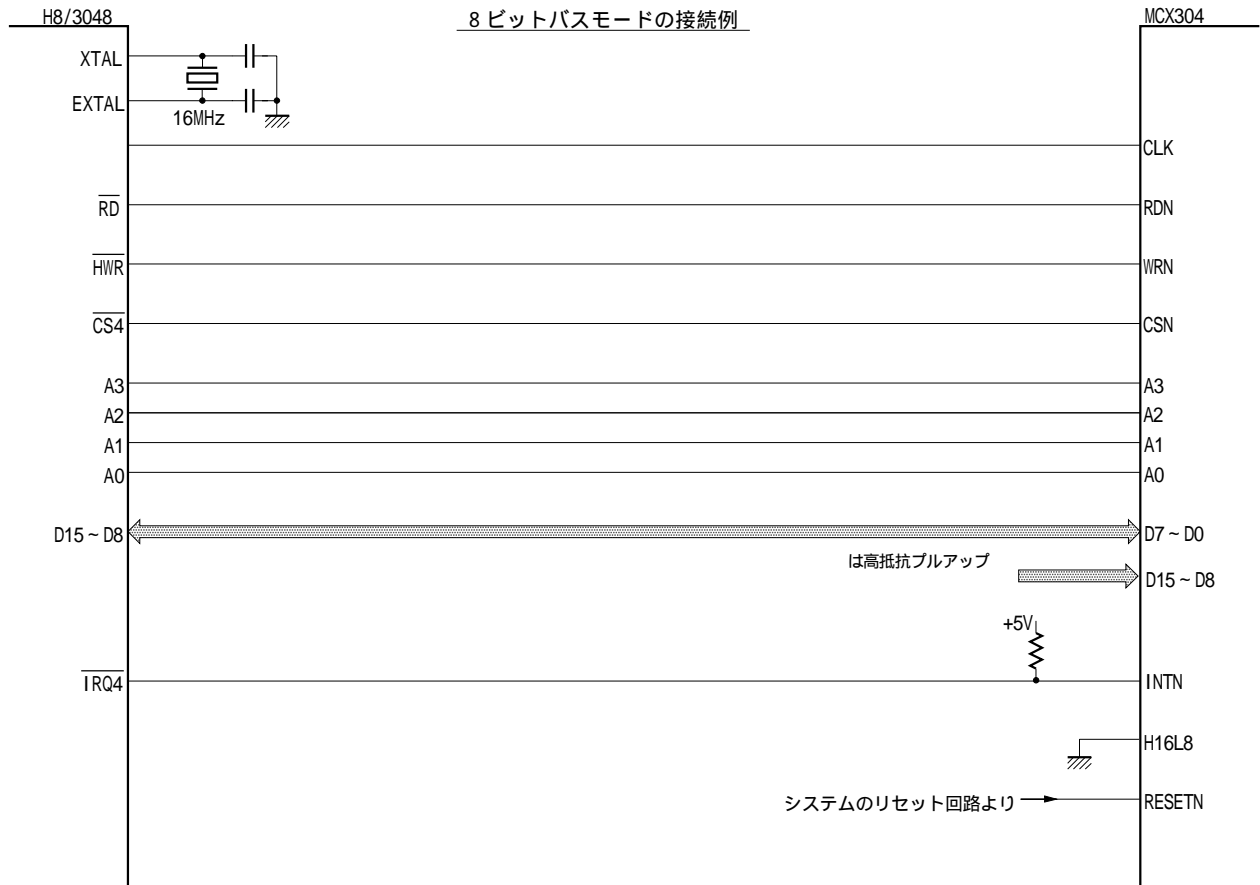 H8/3048
8 ビットバスモードの接続例
MCX304
XTAL
EXTAL
16MHz
CLK
RD
RDN
HWR
WRN
CS4
CSN
A3
A3
A2
A2
A1
A1
A0
A0
D15 ~ D8
D7 ~ D0
は高抵抗プルアップ
D15 ~ D8
+5V
IRQ4
INTN
H16L8
システムのリセット回路より
RESETN